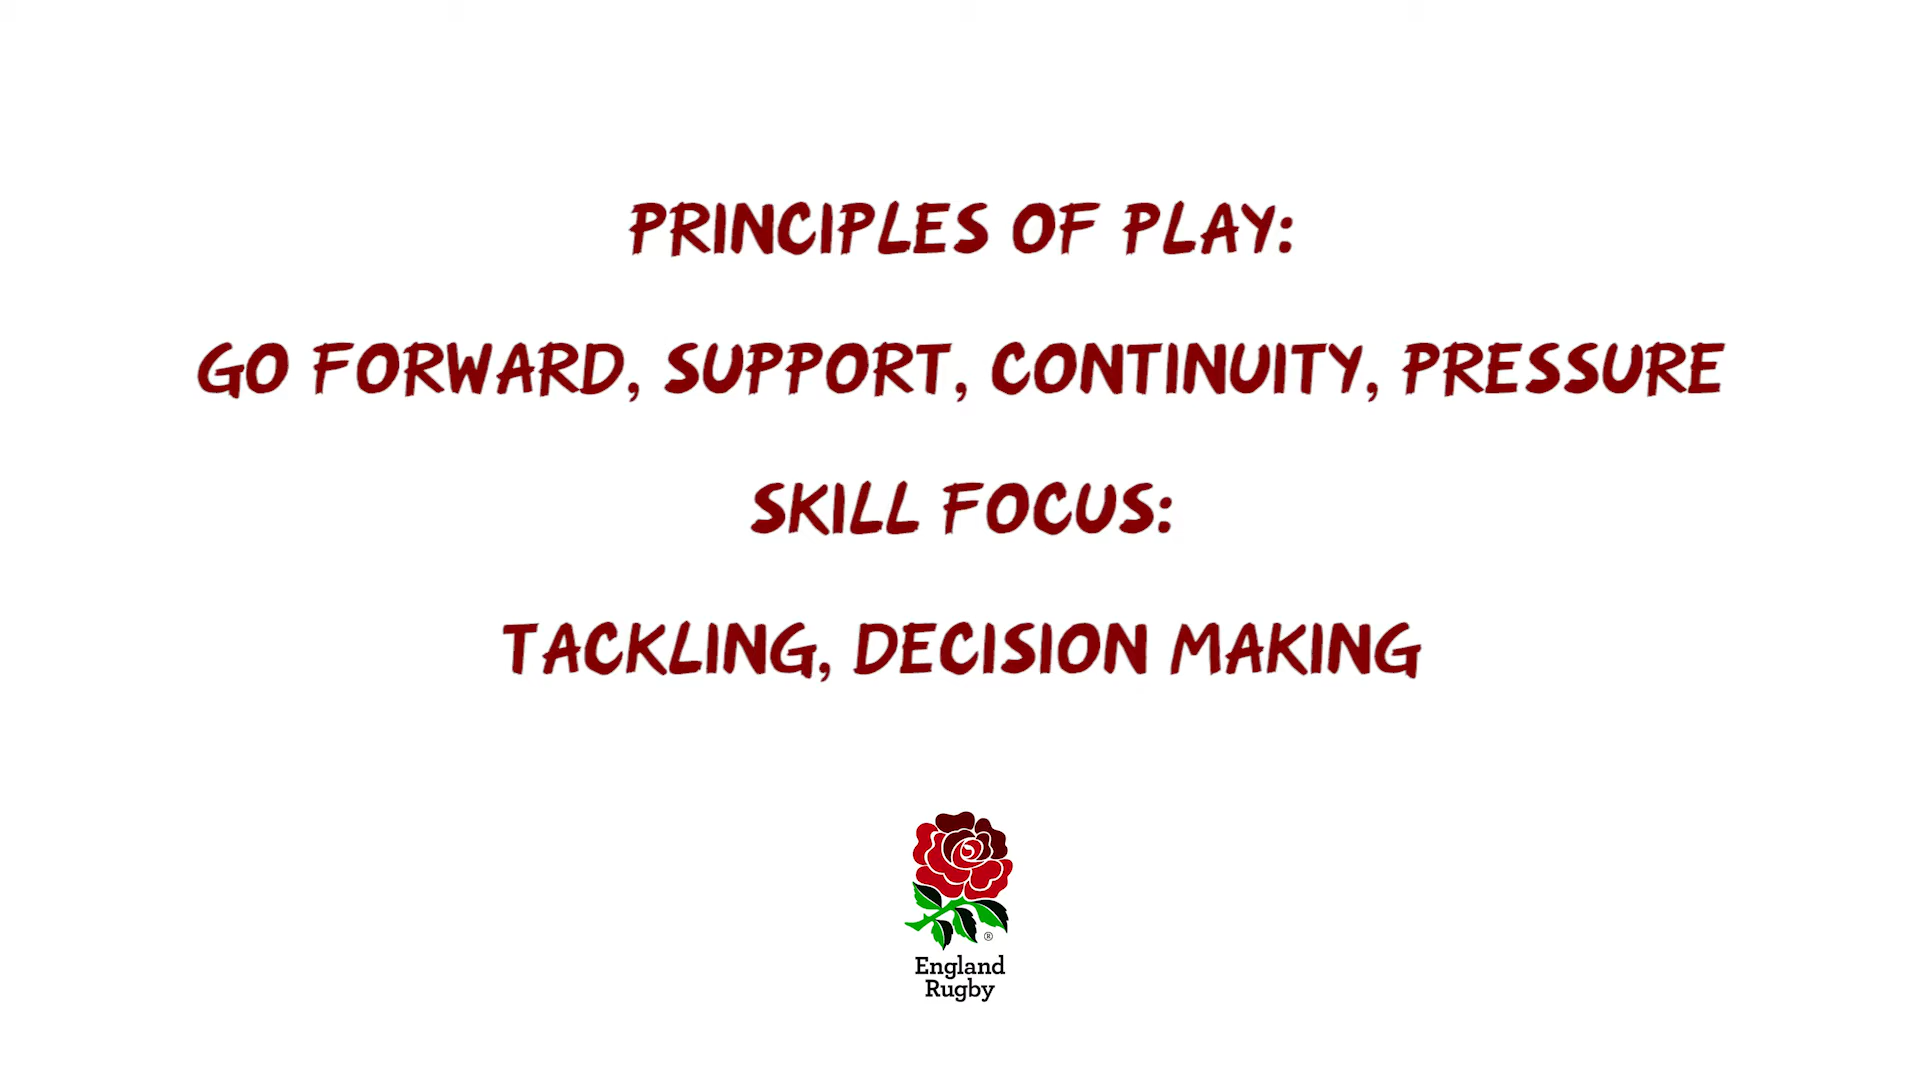 PRINCIPLES OF PLAY:
GO FORWARD, SUPPORT, CONTINUITY, PRESSURE
SKILL FOCUS:
TACKLING, DECISION MAKING
®
England
Rugby